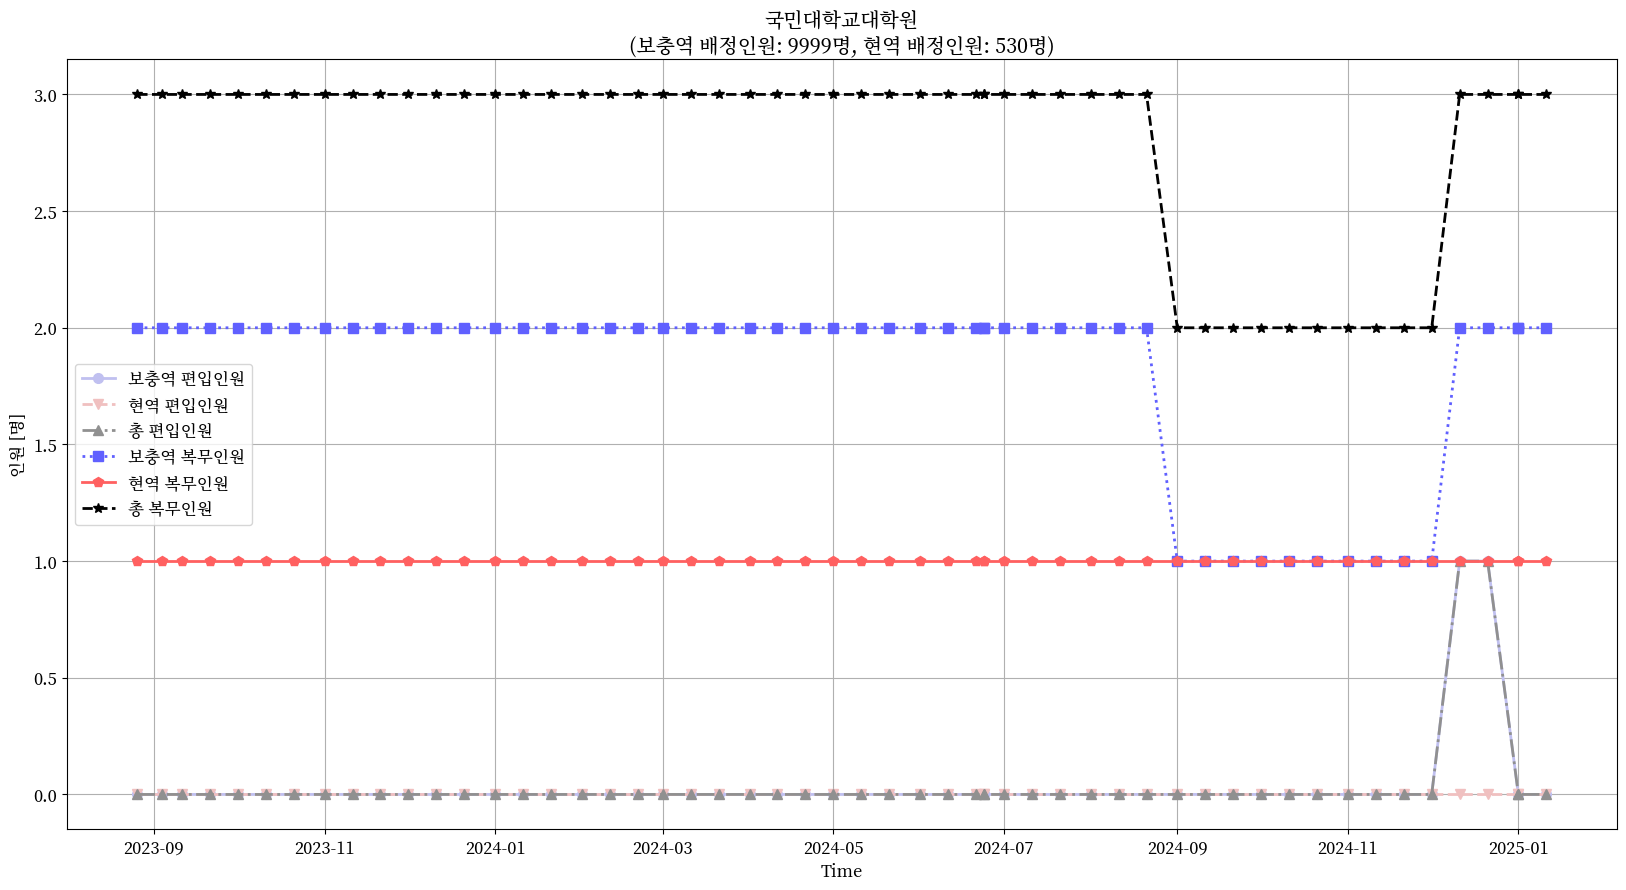 국민대학교대학원
(보충역 배정인원: 9999명, 현역 배정인원: 530명)
3.0
2.5
2.0
1.5
1.0
0.5
0.0
인원 [명]
보충역 편입인원
현역 편입인원
총 편입인원
보충역 복무인원
현역 복무인원
총 복무인원
2023-09 2023-11 2024-01 2024-03 2024-05 2024-07 2024-09 2024-11 2025-01
Time